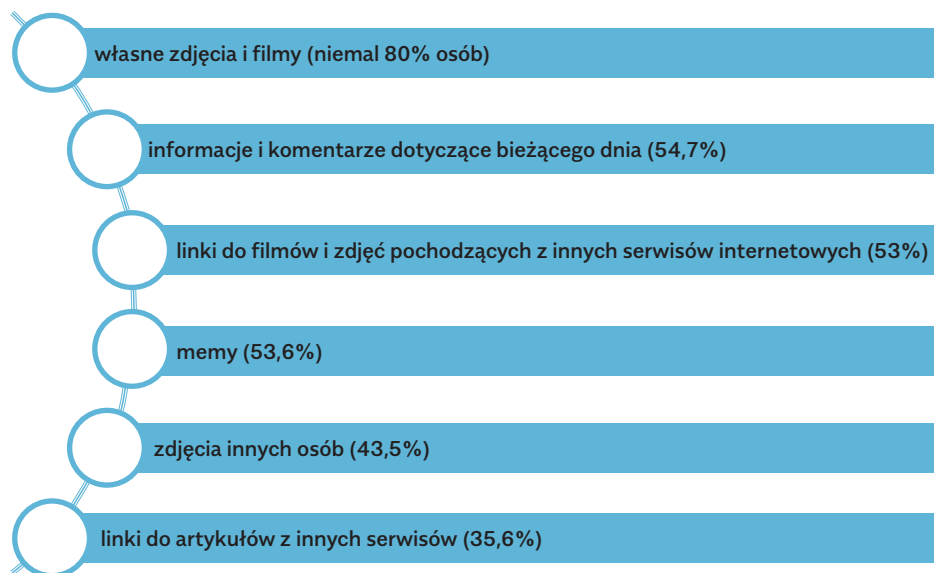 własne zdjęcia i filmy (niemal 80% osób)
informacje i komentarze dotyczące bieżącego dnia (54,7%)
linki do filmów i zdjęć pochodzących z innych serwisów internetowych (53%)
memy (53,6%)
zdjęcia innych osób (43,5%)
linki do artykułów z innych serwisów (35,6%)